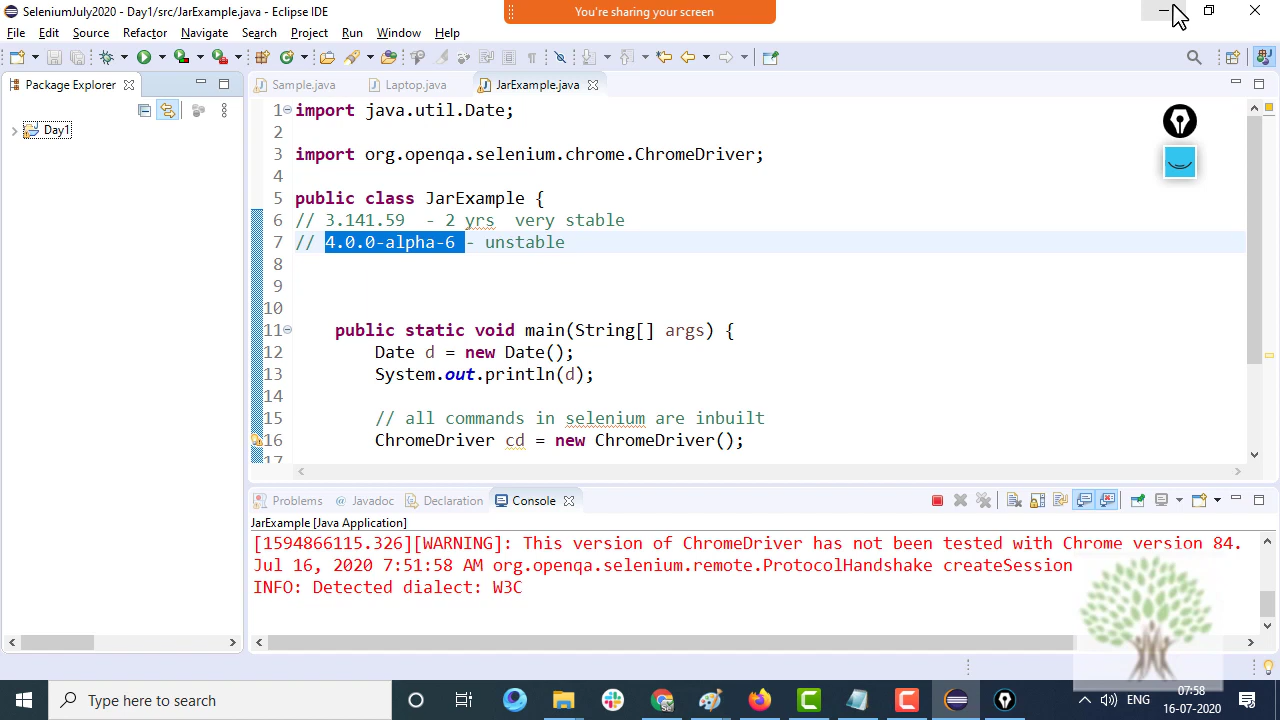 SeleniumJuly2020 - Day1/src/JarExample.java - Eclipse IDE
You're sharing your screen
File Edit Source Refactor Navigate Search Project Run Window Help
Package Explorer
Sample.java Laptop.java JarExample.java
Day1
1 import java.util.Date;
2
3 import org.openqa.selenium.chrome.ChromeDriver;
4
5 public class JarExample {
6 // 3.141.59 - 2 yrs very stable
7 // 4.0.0-alpha-6 - unstable
8
9
10
11 public static void main(String[] args) {
12 Date d = new Date();
13 System.out.println(d);
14
15 // all commands in selenium are inbuilt
16 ChromeDriver cd = new ChromeDriver();
17
Problems Javadoc Declaration Console
JarExample [Java Application]
[1594866115.326][WARNING]: This version of ChromeDriver has not been tested with Chrome version 84.
Jul 16, 2020 7:51:58 AM org.openqa.selenium.remote.ProtocolHandshake createSession
INFO: Detected dialect: W3C
Type here to search
ENG
07:58
16-07-2020